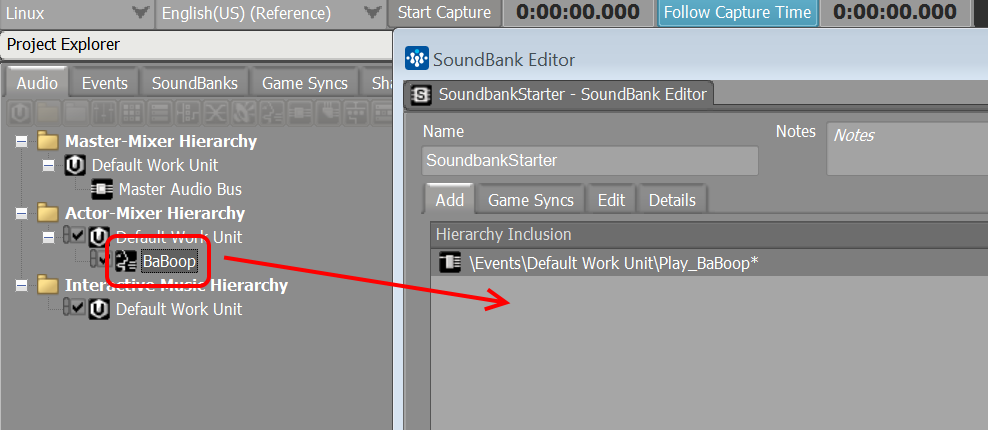 Linux English(US) (Reference) Start Capture 0:00:00.000 Follow Capture Time 0:00:00.000
Project Explorer
SoundBank Editor
Audio Events SoundBanks Game Syncs Sha
SoundbankStarter - SoundBank Editor
Master-Mixer Hierarchy
Default Work Unit
Master Audio Bus
Actor-Mixer Hierarchy
Default Work Unit
BaBoop
Interactive Music Hierarchy
Default Work Unit
Name Notes Notes
SoundbankStarter
Add Game Syncs Edit Details
Hierarchy Inclusion
\Events\Default Work Unit\Play_BaBoop*